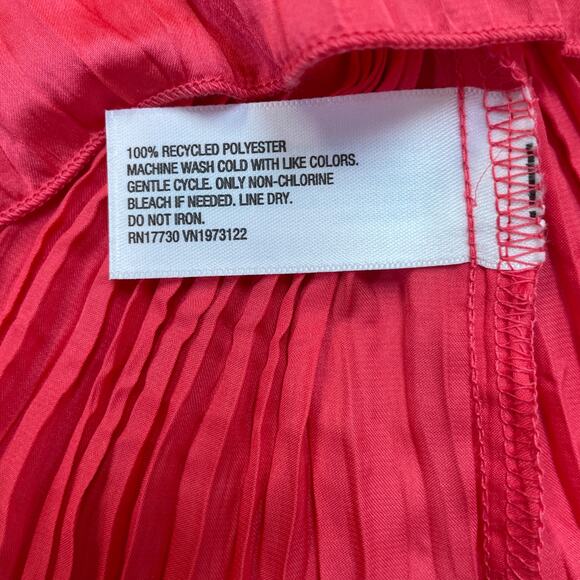 100% RECYCLED POLYESTER
MACHINE WASH COLD WITH LIKE COLORS.
GENTLE CYCLE. ONLY NON-CHLORINE
BLEACH IF NEEDED. LINE DRY.
DO NOT IRON.
RN17730 VN1973122